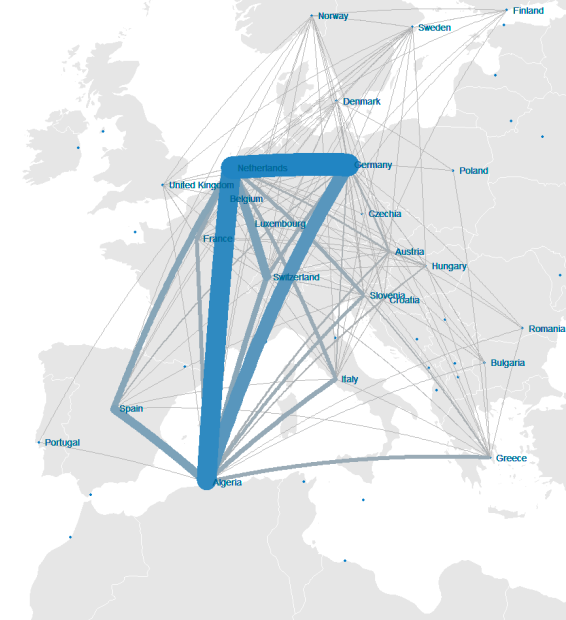 Norway
Finland
Sweden
Denmark
Netherlands
Germany
Poland
United Kingdom
Belgium
Czechia
Luxembourg
France
Austria
Hungary
Switzerland
Slovenia
Croatia
Romania
Bulgaria
Italy
Spain
Portugal
Greece
Algeria